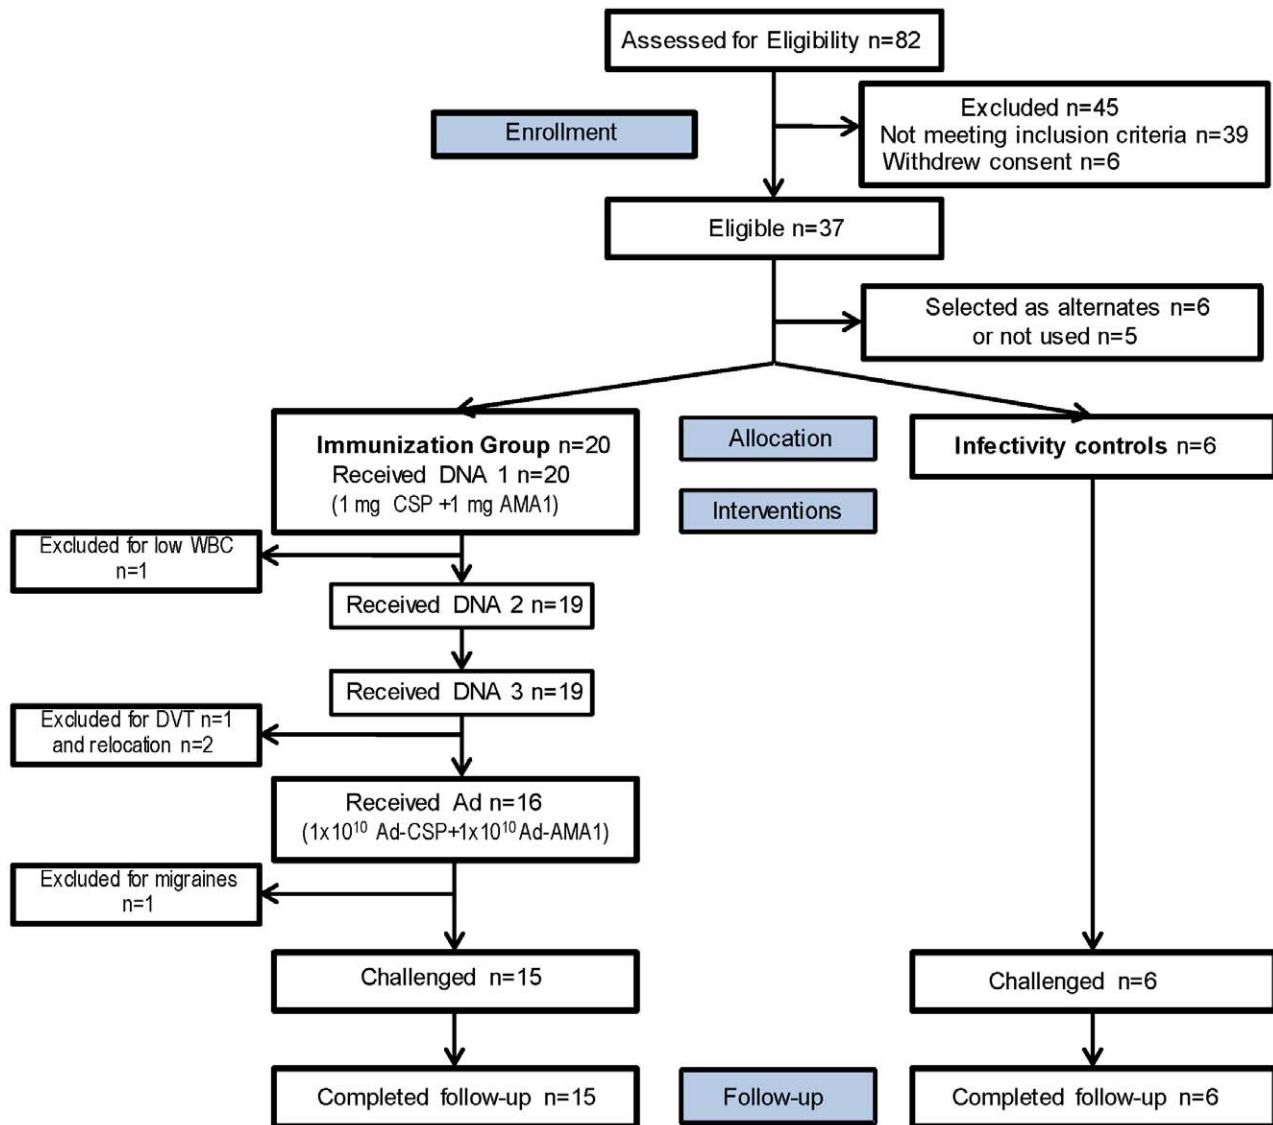 Assessed for Eligibility n=82
Enrollment
Excluded n=45
Not meeting inclusion criteria n=39
Withdrew consent n=6
Eligible n=37
Selected as alternates n=6
or not used n=5
Immunization Group n=20
Received DNA 1 n=20
(1 mg CSP +1 mg AMA1)
Allocation
Interventions
Infectivity controls n=6
Excluded for low WBC
n=1
Received DNA 2 n=19
Received DNA 3 n=19
Excluded for DVT n=1
and relocation n=2
Received Ad n=16
(1x10¹⁰ Ad-CSP+1x10¹⁰ Ad-AMA1)
Excluded for migraines
n=1
Challenged n=15
Challenged n=6
Completed follow-up n=15
Follow-up
Completed follow-up n=6